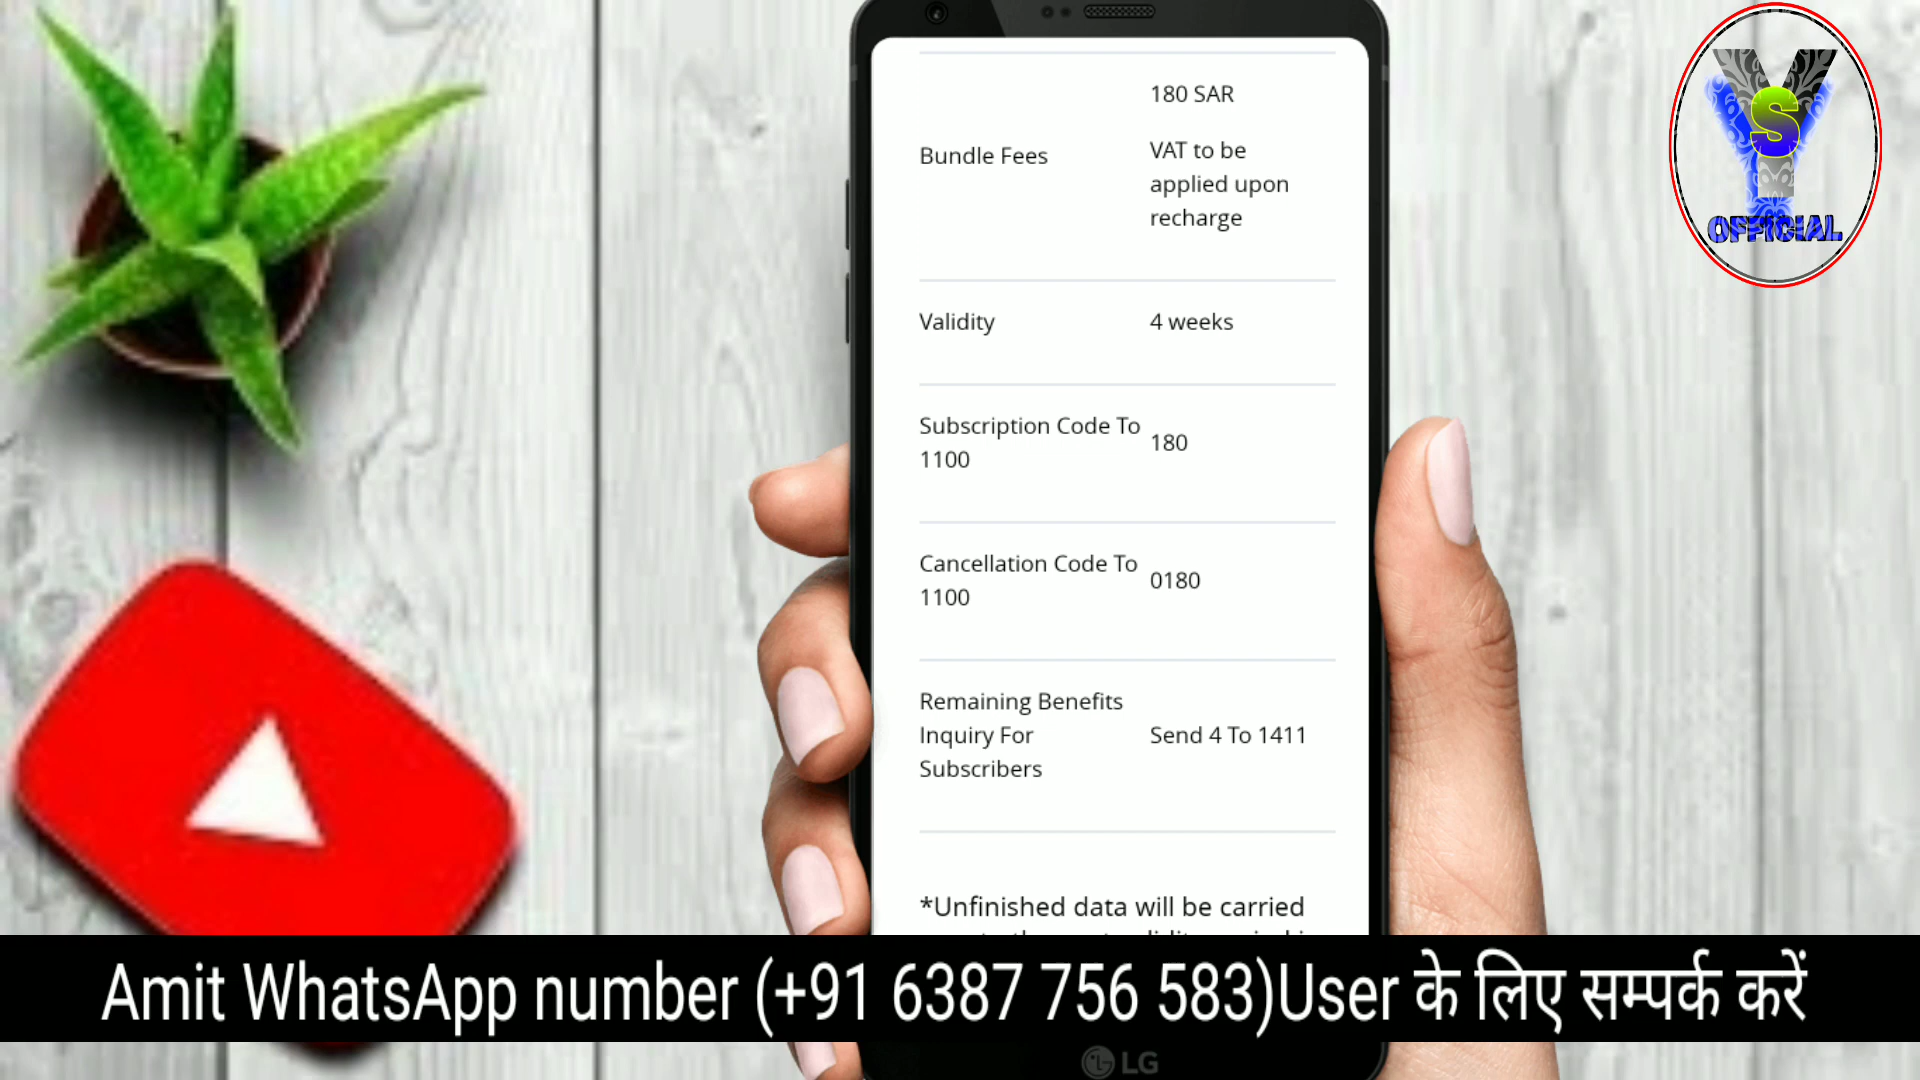 180 SAR
Bundle Fees
VAT to be
applied upon
recharge
Validity
4 weeks
Subscription Code To
1100
180
Cancellation Code To
1100
0180
Remaining Benefits
Inquiry For
Subscribers
Send 4 To 1411
*Unfinished data will be carried
Y
S
OFFICIAL
Amit WhatsApp number (+91 6387 756 583)User के लिए सम्पर्क करें
LG